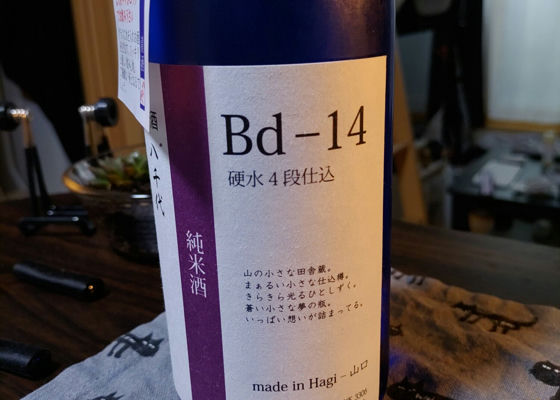 Bd−14
硬水4段仕込
純米酒
八千代
山の小さな田舎蔵。
まぁるい小さな仕込樽。
きらきら光るひとしずく。
蒼い小さな夢の瓶。
いっぱい想いが詰まってる。
made in Hagi − 山口